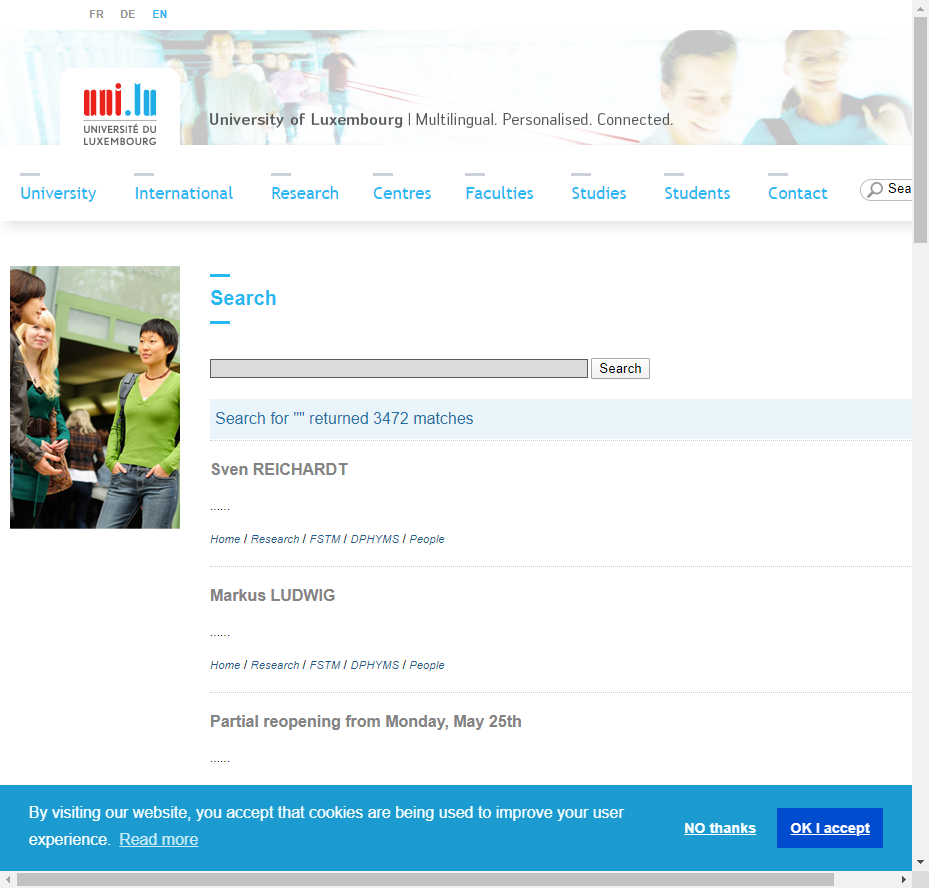 FR DE EN
uni.lu
UNIVERSITÉ DU
LUXEMBOURG
University of Luxembourg | Multilingual. Personalised. Connected.
University International Research Centres Faculties Studies Students Contact Sea
Search
Search
Search for "" returned 3472 matches
Sven REICHARDT
......
Home / Research / FSTM / DPHYMS / People
Markus LUDWIG
......
Home / Research / FSTM / DPHYMS / People
Partial reopening from Monday, May 25th
......
By visiting our website, you accept that cookies are being used to improve your user
experience. Read more
NO thanks
OK I accept